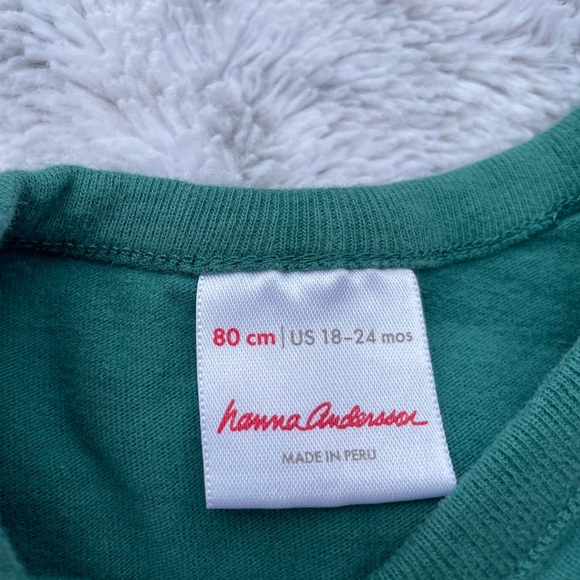 80 cm | US 18-24 mos
hanna andersson
MADE IN PERU